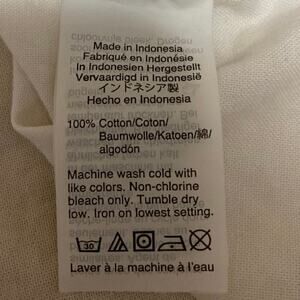 Made in Indonesia
Fabriqué en Indonésie
In Indonesien Hergestellt
Vervaardigd in Indonesië
インドネシア製
Hecho en Indonesia
100% Cotton/Coton/
Baumwolle/Katoen/綿/
algodón
Machine wash cold with
like colors. Non-chlorine
bleach only. Tumble dry
low. Iron on lowest setting.
30
Laver à la machine à l'eau